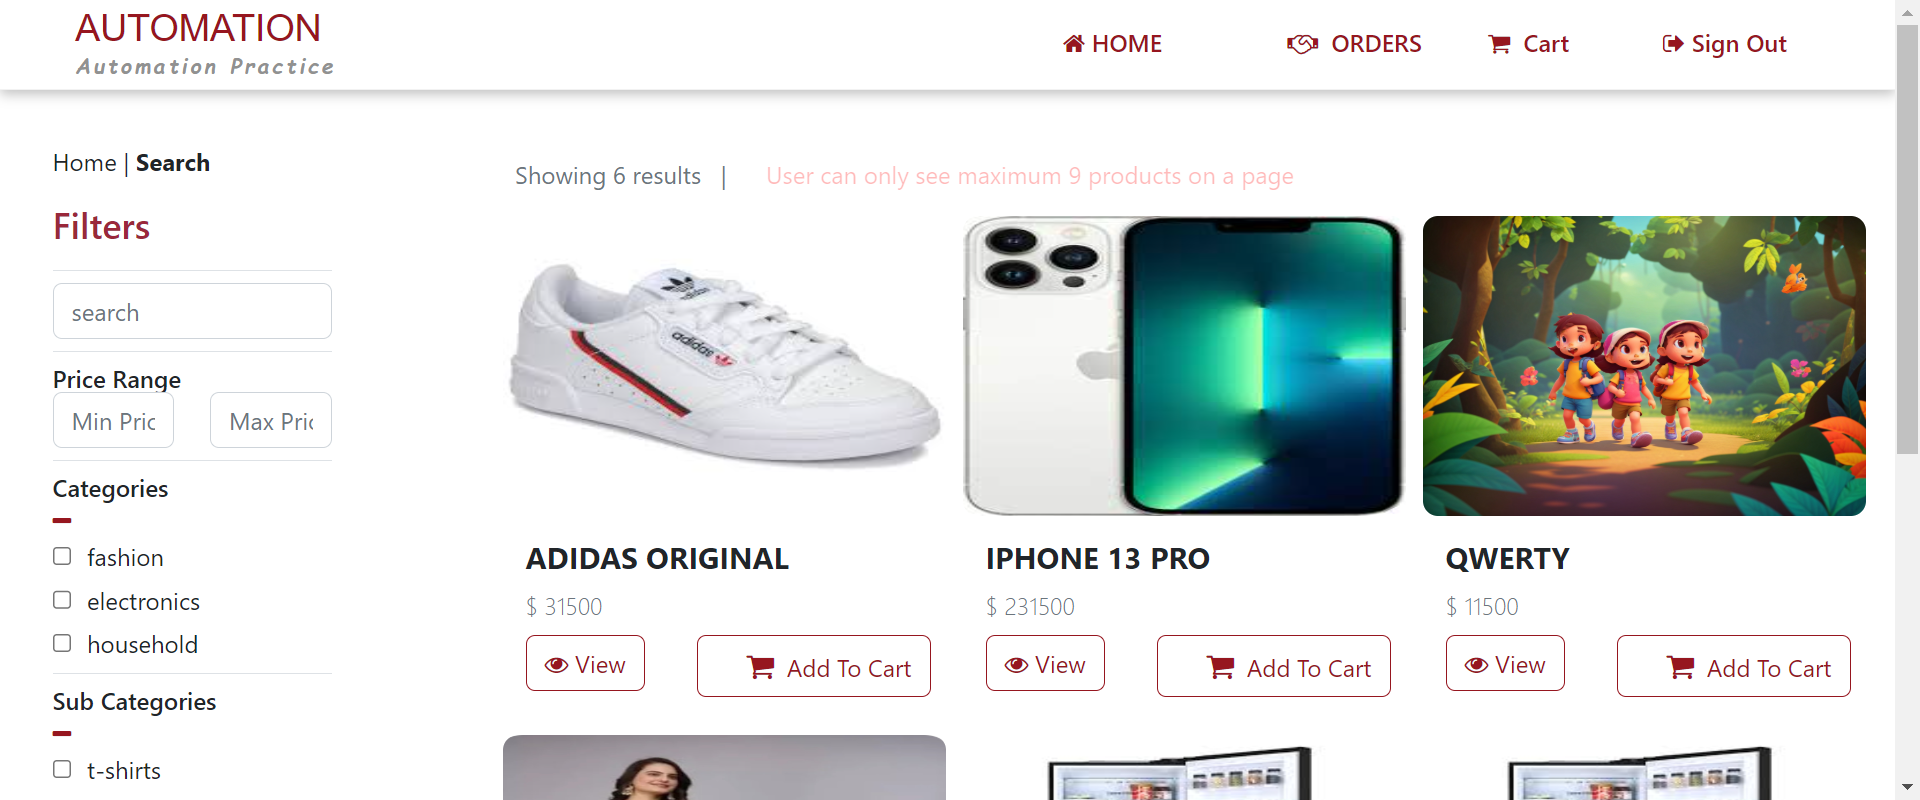 AUTOMATION
Automation Practice
HOME
ORDERS
Cart
Sign Out
Home | Search
Filters
search
Price Range
Min Pric
Max Pric
Categories
fashion
electronics
household
Sub Categories
t-shirts
Showing 6 results |
User can only see maximum 9 products on a page
adidas
ADIDAS ORIGINAL
$ 31500
View
Add To Cart
IPHONE 13 PRO
$ 231500
View
Add To Cart
QWERTY
$ 11500
View
Add To Cart